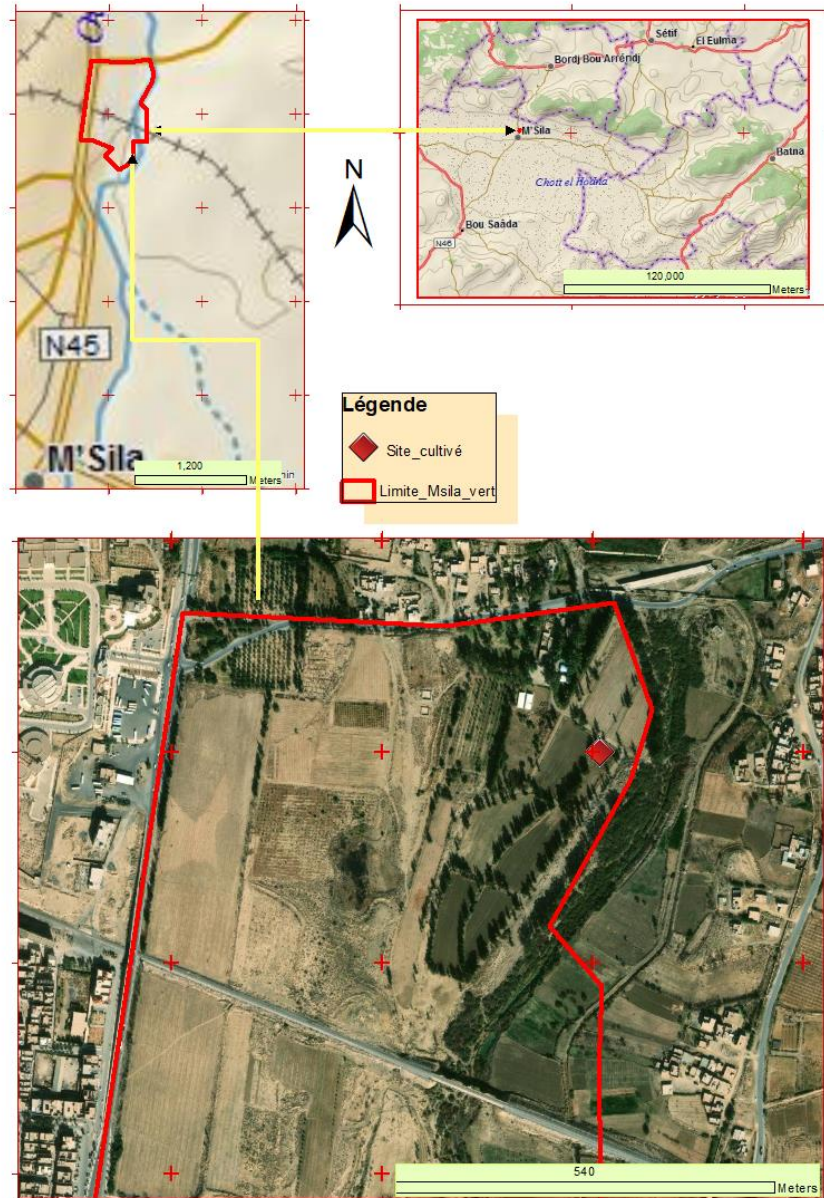 N45
M'Sila
1,200
Meters
N
Sétif
El Eulma
Bordj Bou Arréridj
M'Sila
Batna
Chott el Hodna
Bou Saâda
N46
120,000
Meters
Légende
Site_cultivé
Limite_Msila_vert
540
Meters